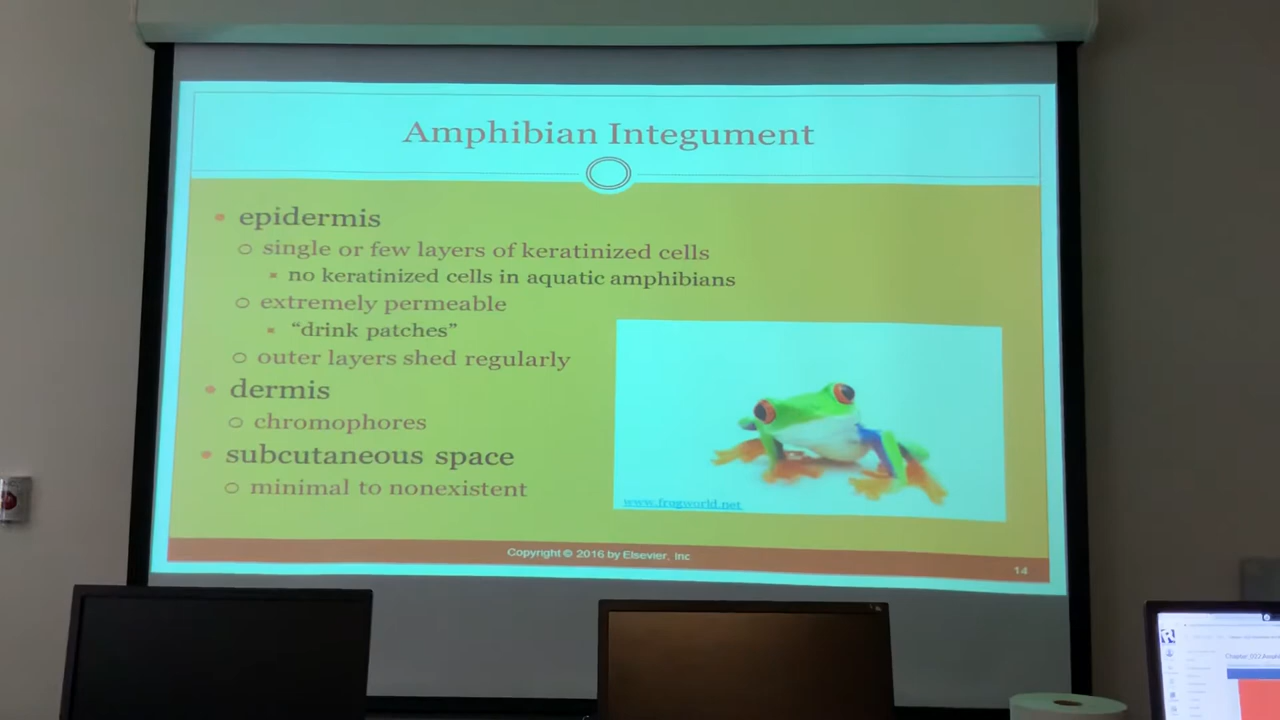 Amphibian Integument
epidermis
single or few layers of keratinized cells
no keratinized cells in aquatic amphibians
extremely permeable
“drink patches”
outer layers shed regularly
dermis
chromophores
subcutaneous space
minimal to nonexistent
www.frogworld.net
Copyright © 2016 by Elsevier, Inc
14